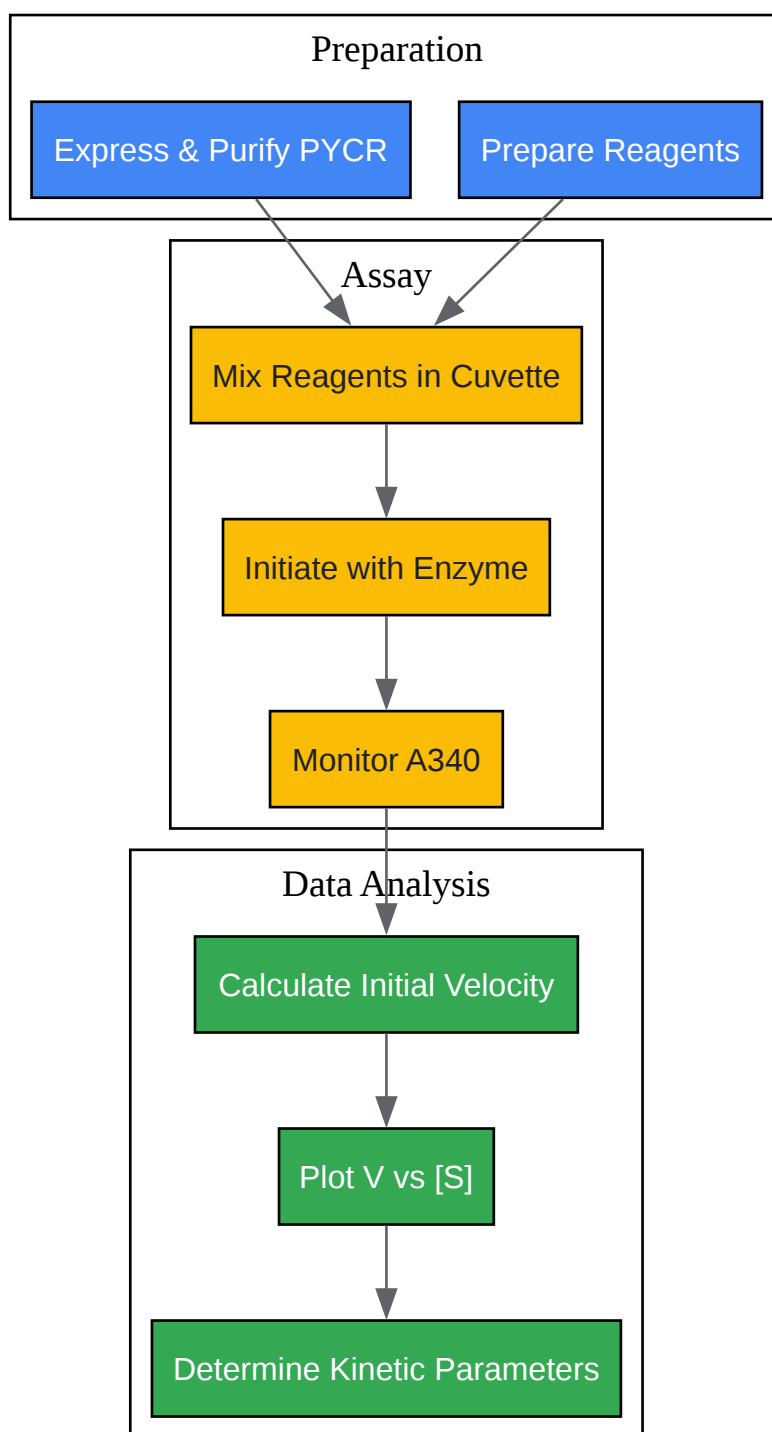 Preparation
Express & Purify PYCR
Prepare Reagents
Assay
Mix Reagents in Cuvette
Initiate with Enzyme
Monitor A340
Data Analysis
Calculate Initial Velocity
Plot V vs [S]
Determine Kinetic Parameters